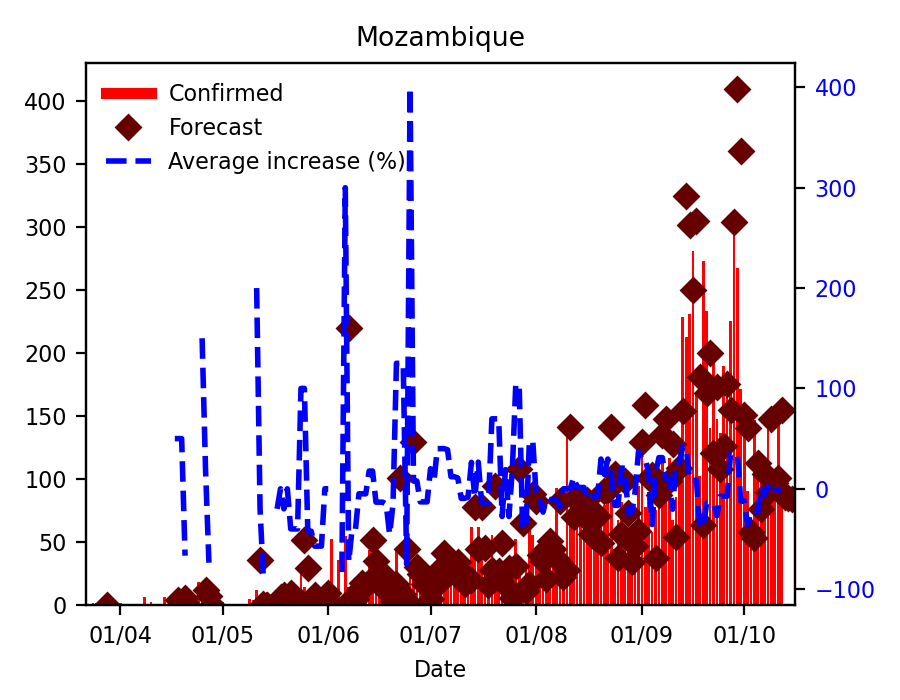 Mozambique
Confirmed
Forecast
Average increase (%)
400
350
300
250
200
150
100
50
0
400
300
200
100
0
−100
01/04 01/05 01/06 01/07 01/08 01/09 01/10
Date